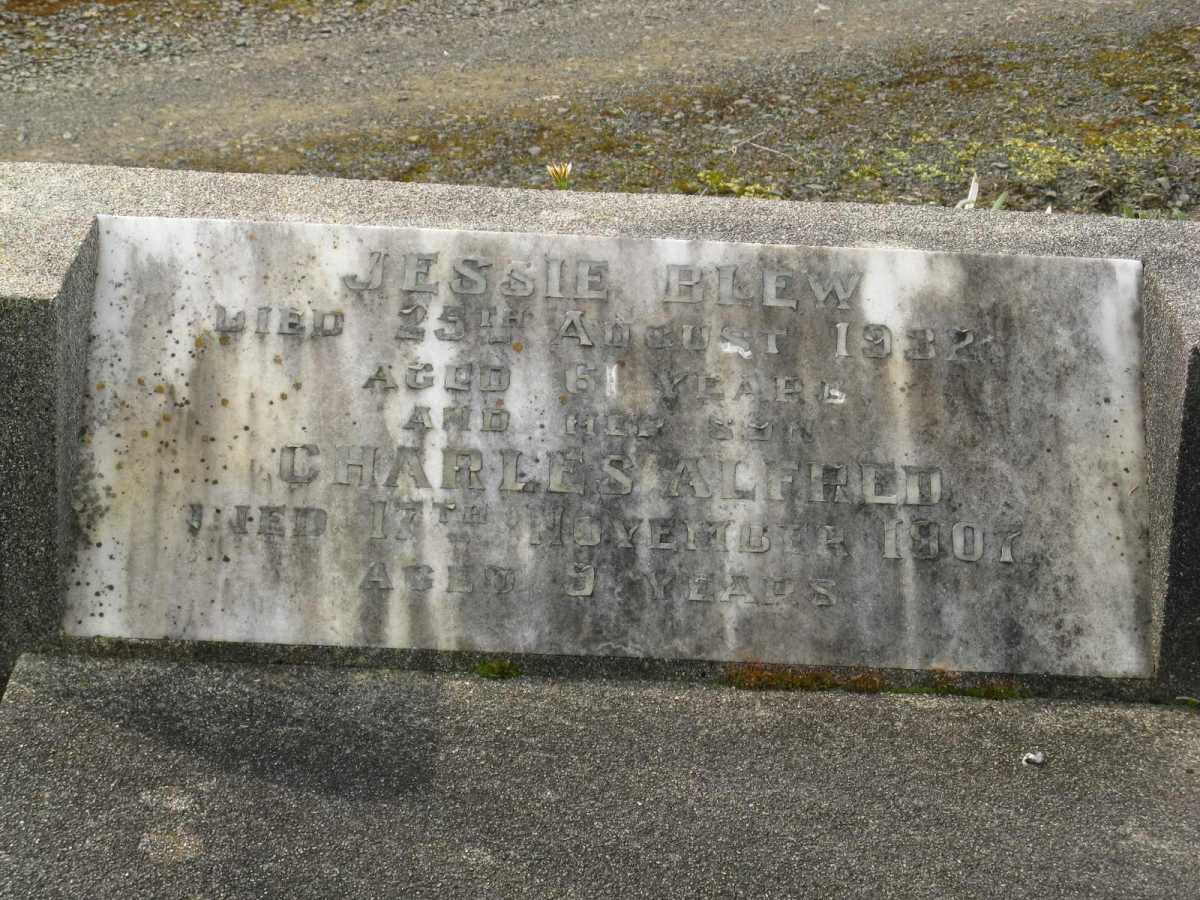 JESSIE BLEW
DIED 25TH AUGUST 1932
AGED 61 YEARS
AND HER SON
CHARLES ALFRED
DIED 17TH NOVEMBER 1907
AGED 9 YEARS